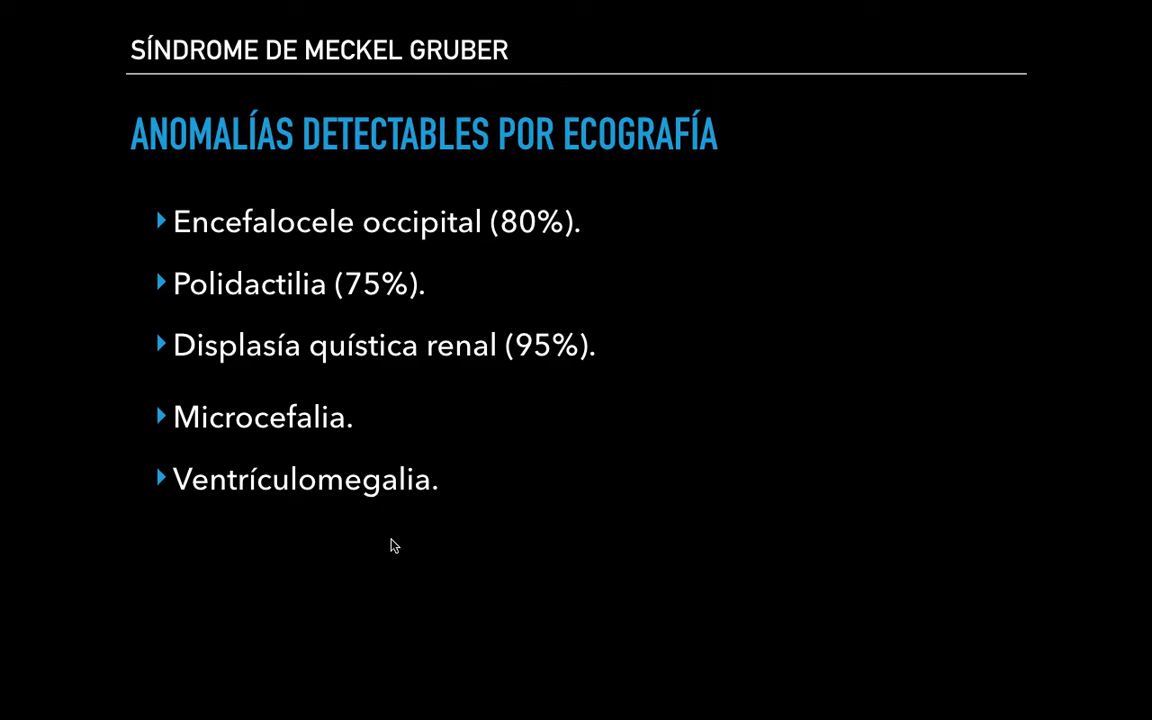 SÍNDROME DE MECKEL GRUBER
ANOMALÍAS DETECTABLES POR ECOGRAFÍA
Encefalocele occipital (80%).
Polidactilia (75%).
Displasía quística renal (95%).
Microcefalia.
Ventrículomegalia.